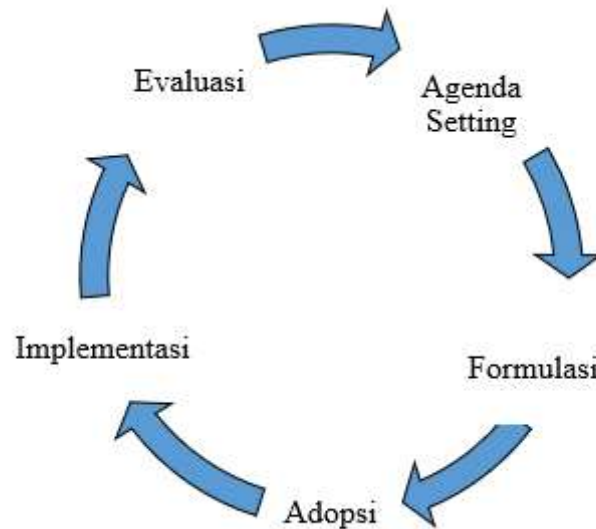 Evaluasi
Agenda
Setting
Formulasi
Adopsi
Implementasi